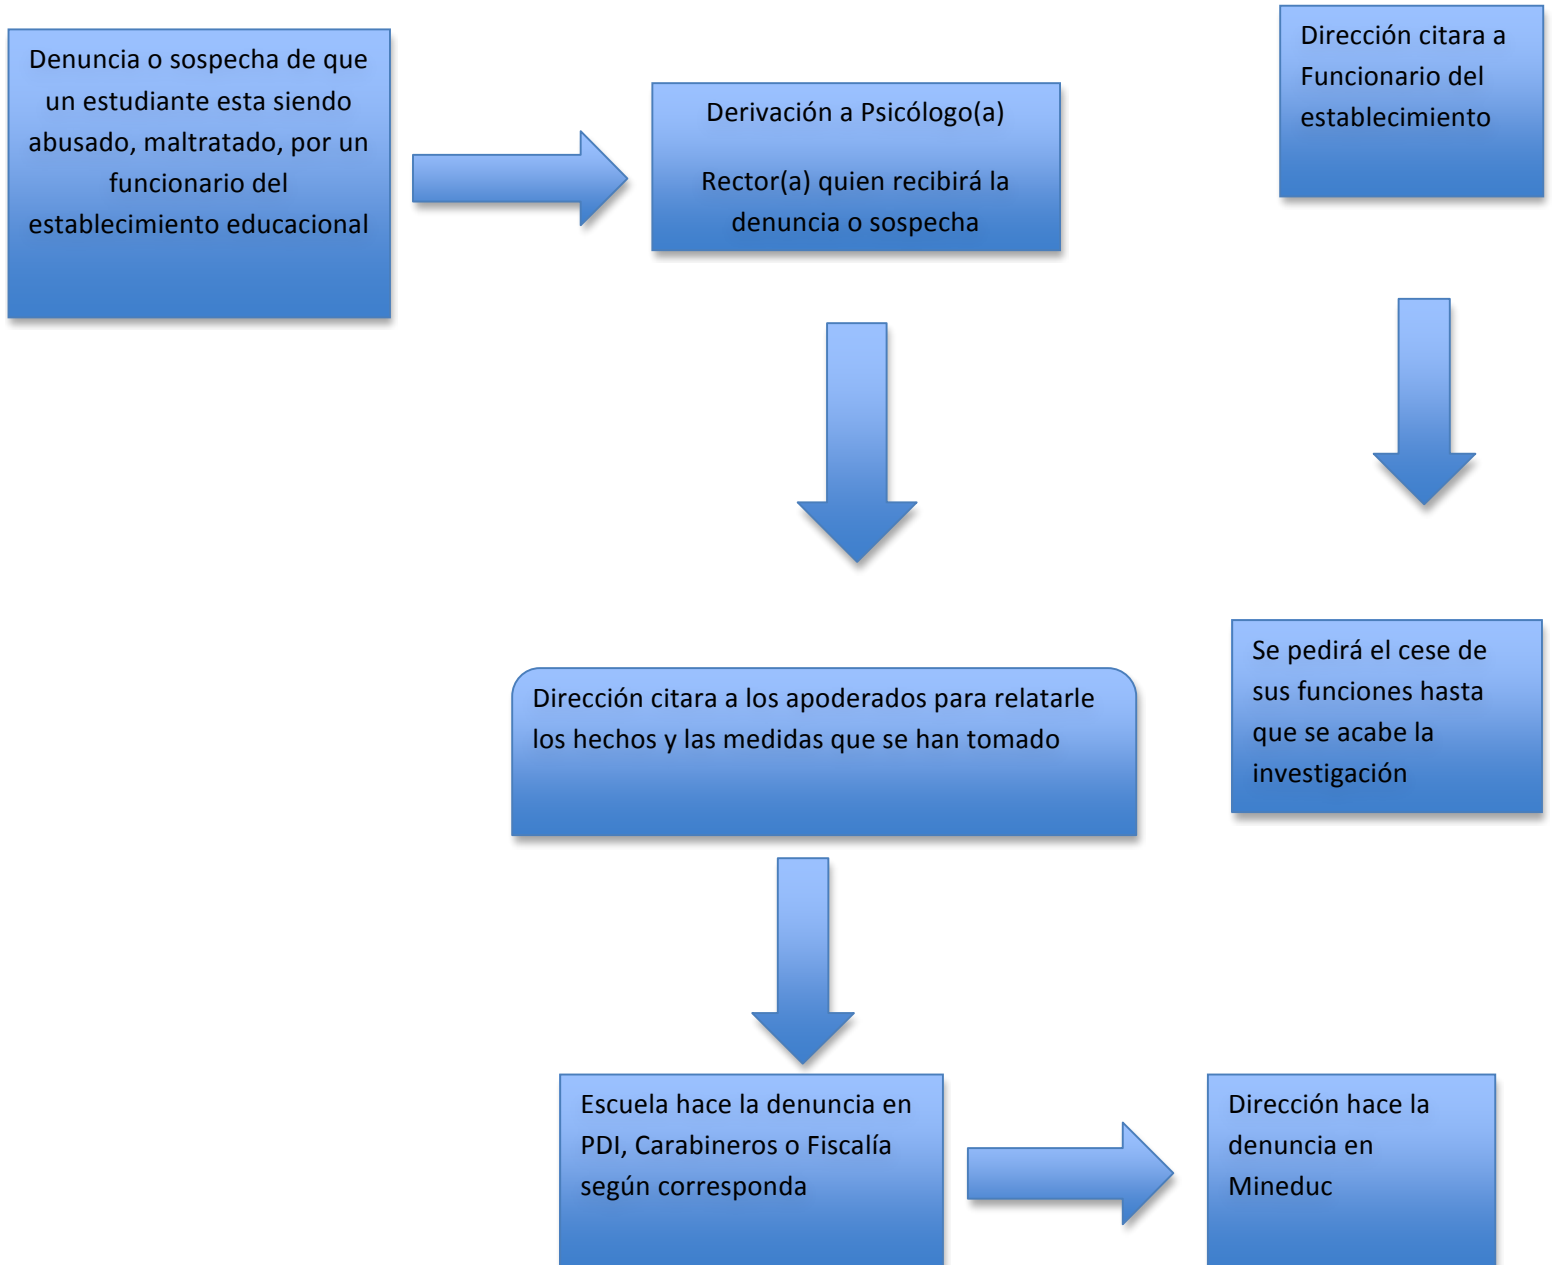 Denuncia o sospecha de que
un estudiante esta siendo
abusado, maltratado, por un
funcionario del
establecimiento educacional
Derivación a Psicólogo(a)
Rector(a) quien recibirá la
denuncia o sospecha
Dirección citara a
Funcionario del
establecimiento
Se pedirá el cese de
sus funciones hasta
que se acabe la
investigación
Dirección citara a los apoderados para relatarle
los hechos y las medidas que se han tomado
Escuela hace la denuncia en
PDI, Carabineros o Fiscalía
según corresponda
Dirección hace la
denuncia en
Mineduc